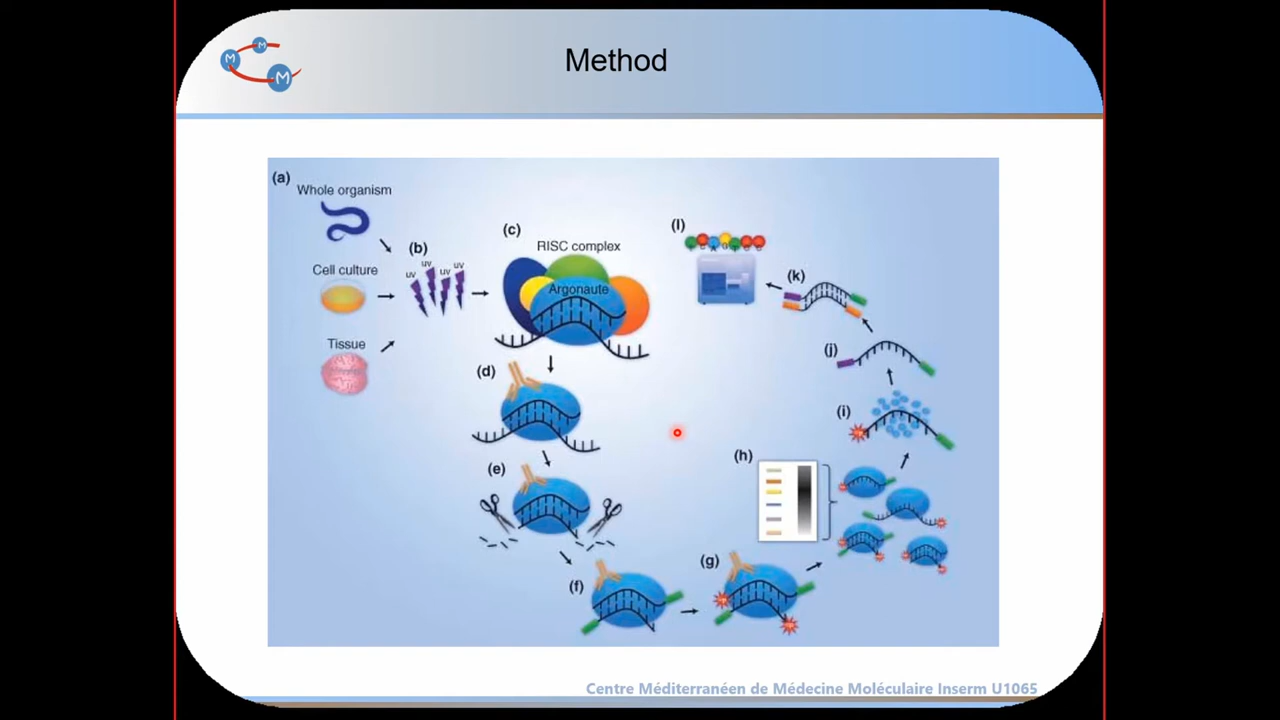 M M M
Method
(a)
Whole organism
(b)
uv uv uv uv
Cell culture
Tissue
(c)
RISC complex
Argonaute
(d)
(e)
(f)
(g)
(h)
(i)
(j)
(k)
(l)
Centre Méditerranéen de Médecine Moléculaire Inserm U1065